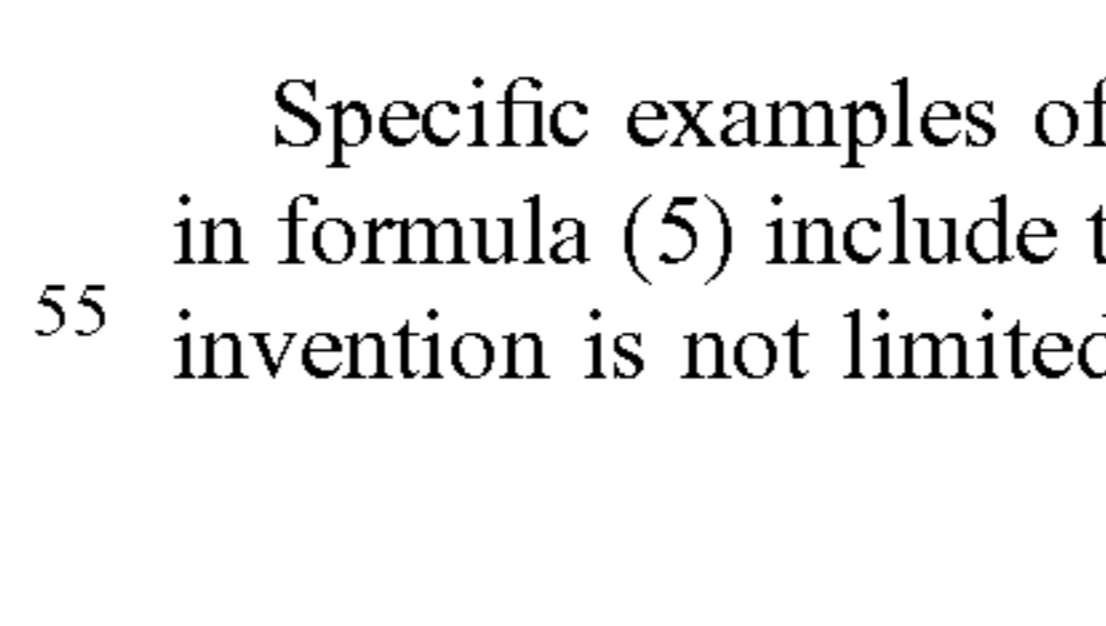 Specific examples of
in formula (5) include t
55
invention is not limited